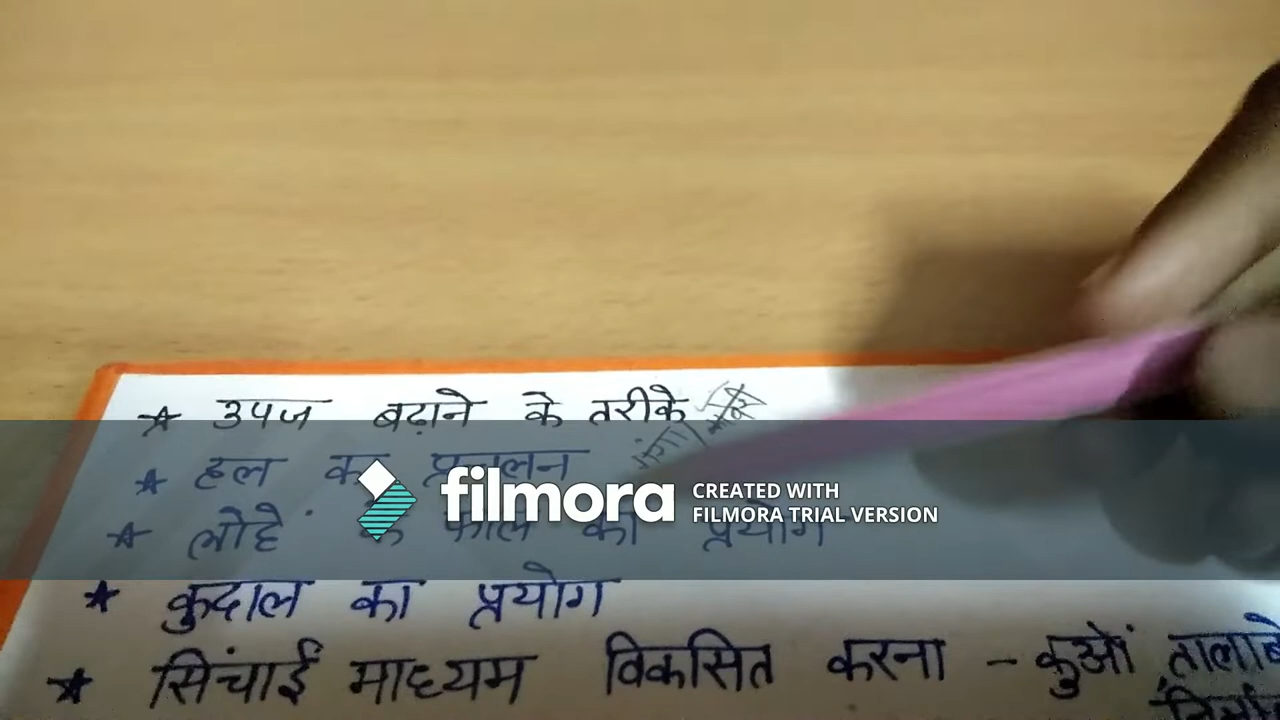 ★ उपज बढ़ाने के तरीके
★ हल का प्रचलन
गंगा
★ लोहें के फाल का प्रयोग
filmora CREATED WITH
FILMORA TRIAL VERSION
★ कुदाल का प्रयोग
★ सिंचाई माध्यम विकसित करना – कुओं